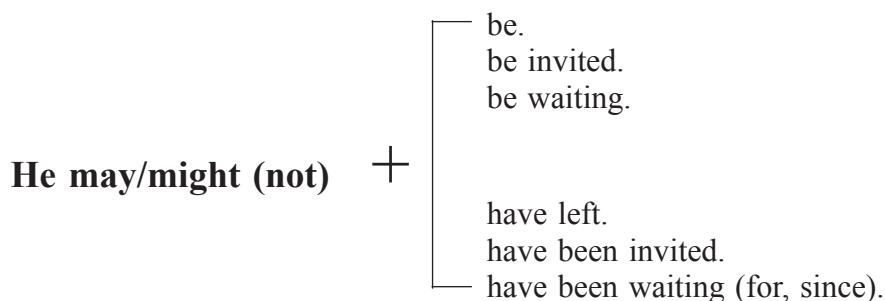 be.
be invited.
be waiting.
He may/might (not) +
have left.
have been invited.
have been waiting (for, since).